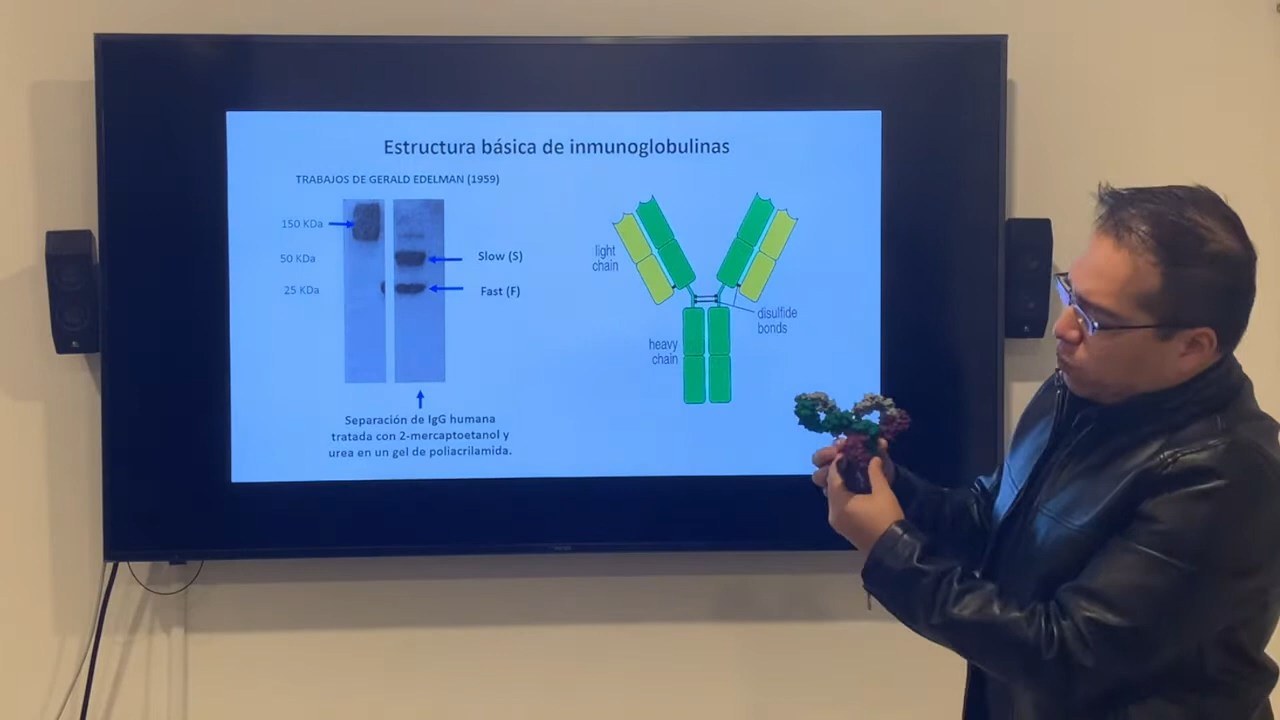 Estructura básica de inmunoglobulinas
TRABAJOS DE GERALD EDELMAN (1959)
150 KDa
50 KDa
25 KDa
Slow (S)
Fast (F)
Separación de IgG humana
tratada con 2-mercaptoetanol y
urea en un gel de poliacrilamida.
light
chain
disulfide
bonds
heavy
chain